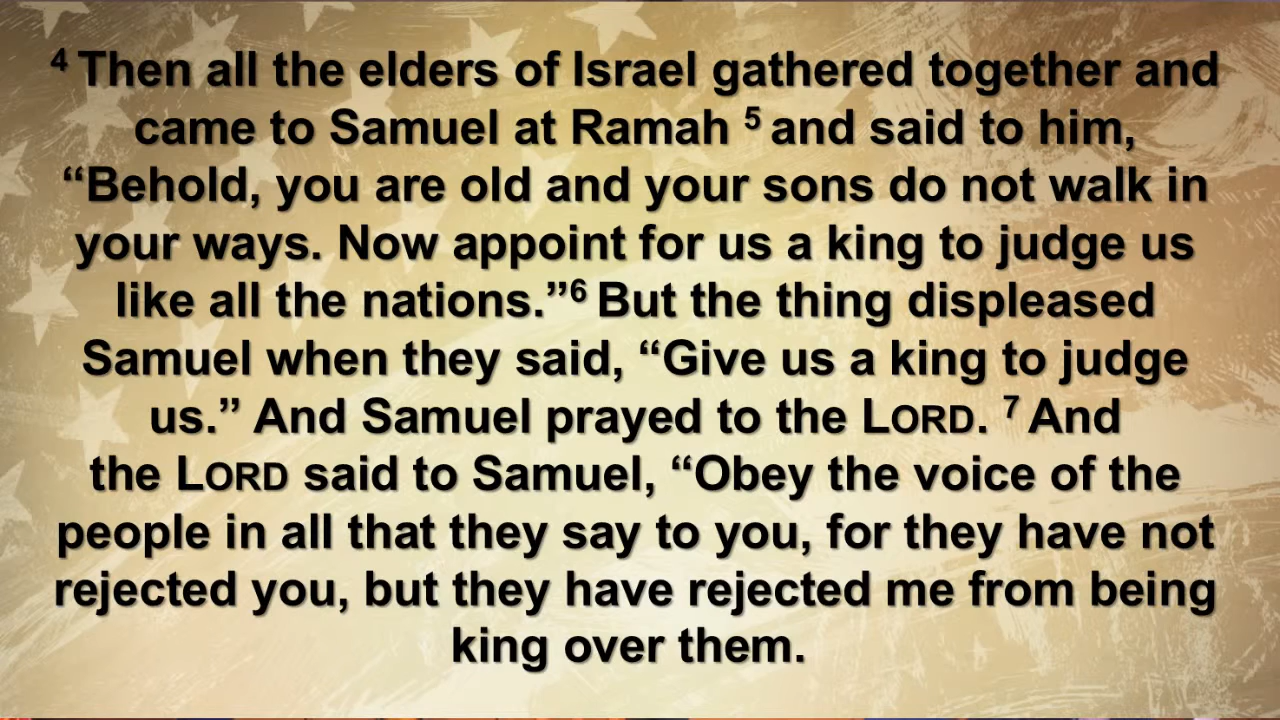 4 Then all the elders of Israel gathered together and
came to Samuel at Ramah 5 and said to him,
“Behold, you are old and your sons do not walk in
your ways. Now appoint for us a king to judge us
like all the nations.”6 But the thing displeased
Samuel when they said, “Give us a king to judge
us.” And Samuel prayed to the LORD. 7 And
the LORD said to Samuel, “Obey the voice of the
people in all that they say to you, for they have not
rejected you, but they have rejected me from being
king over them.